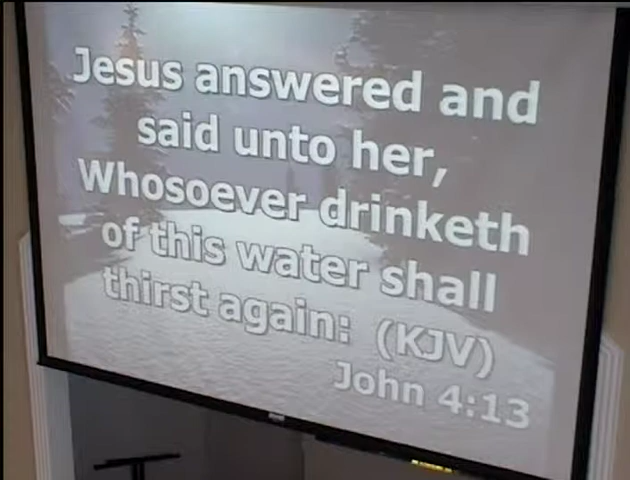 Jesus answered and
said unto her,
Whosoever drinketh
of this water shall
thirst again: (KJV)
John 4:13